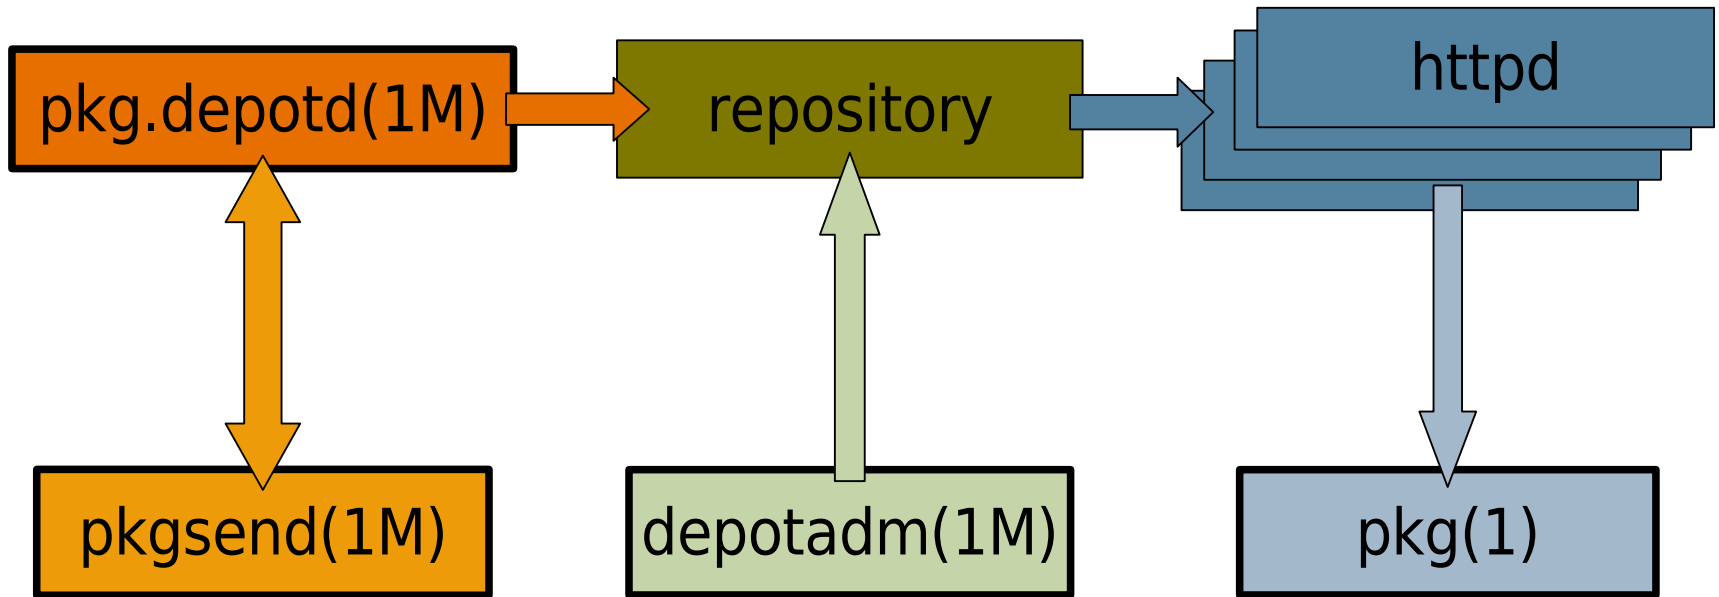 pkg.depotd(1M)
repository
httpd
pkgsend(1M)
depotadm(1M)
pkg(1)